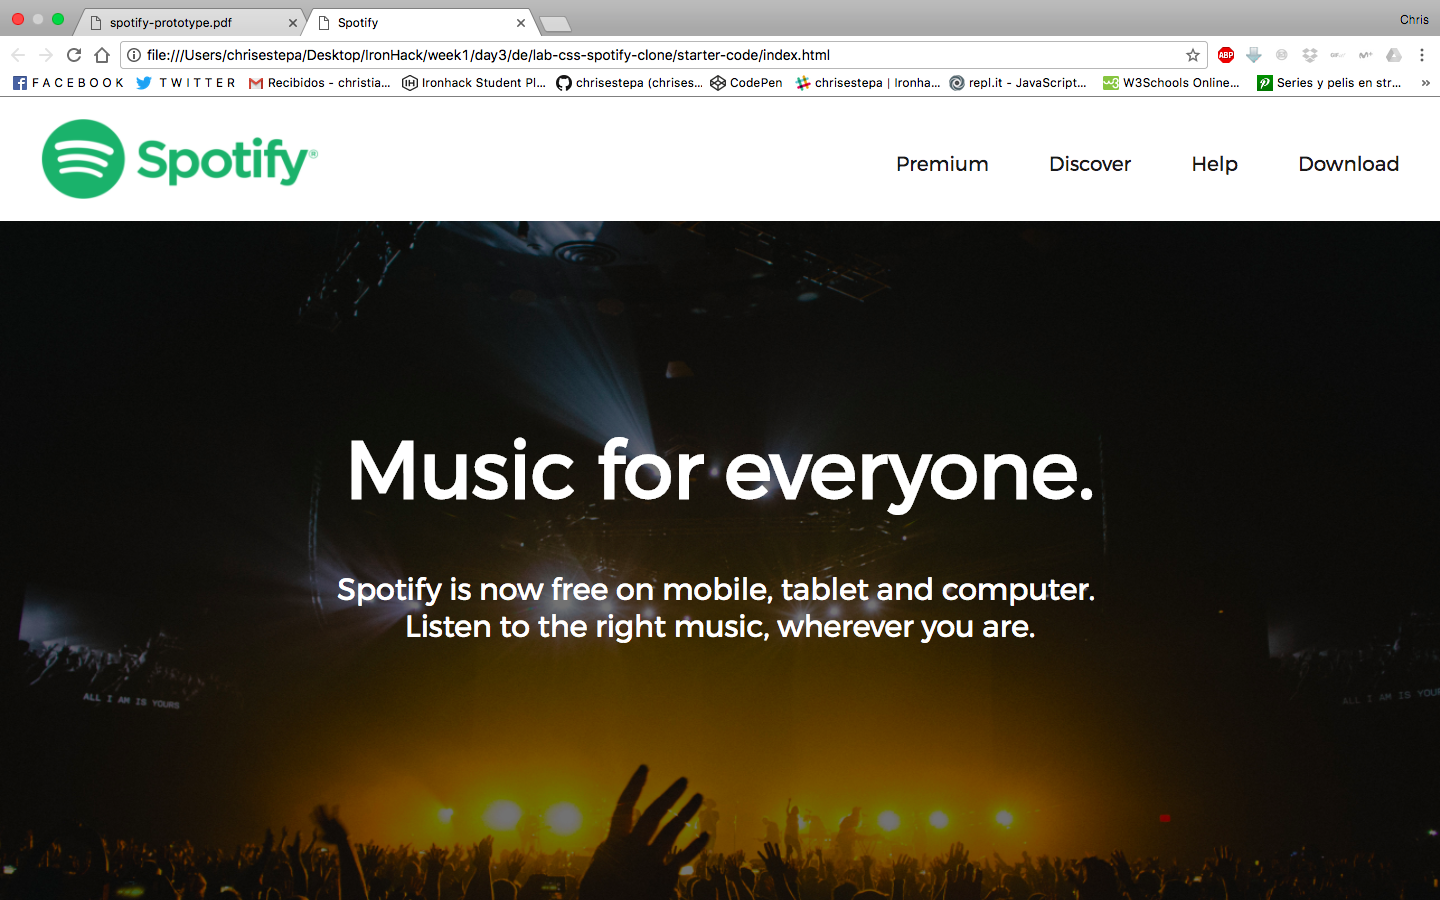 spotify-prototype.pdf
Spotify
Chris
file:///Users/chrisestepa/Desktop/IronHack/week1/day3/de/lab-css-spotify-clone/starter-code/index.html
ABP
F A C E B O O K
T W I T T E R
Recibidos - christia...
Ironhack Student Pl...
chrisestepa (chrises...
CodePen
chrisestepa | Ironha...
repl.it - JavaScript...
W3Schools Online...
Series y pelis en str...
»
Spotify®
Premium
Discover
Help
Download
Music for everyone.
Spotify is now free on mobile, tablet and computer.
Listen to the right music, wherever you are.
ALL I AM IS YOURS
ALL I AM IS YOUR